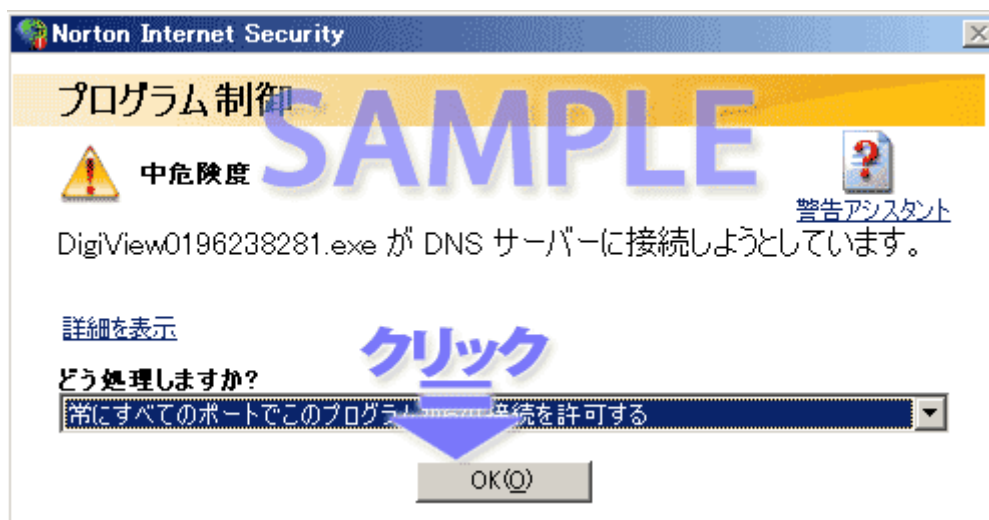 Norton Internet Security
プログラム制御
SAMPLE
中危険度
警告アシスタント
DigiView0196238281.exe が DNS サーバーに接続しようとしています。
詳細を表示
クリック
どう処理しますか?
常にすべてのポートでこのプログラム 接続を許可する
OK(O)